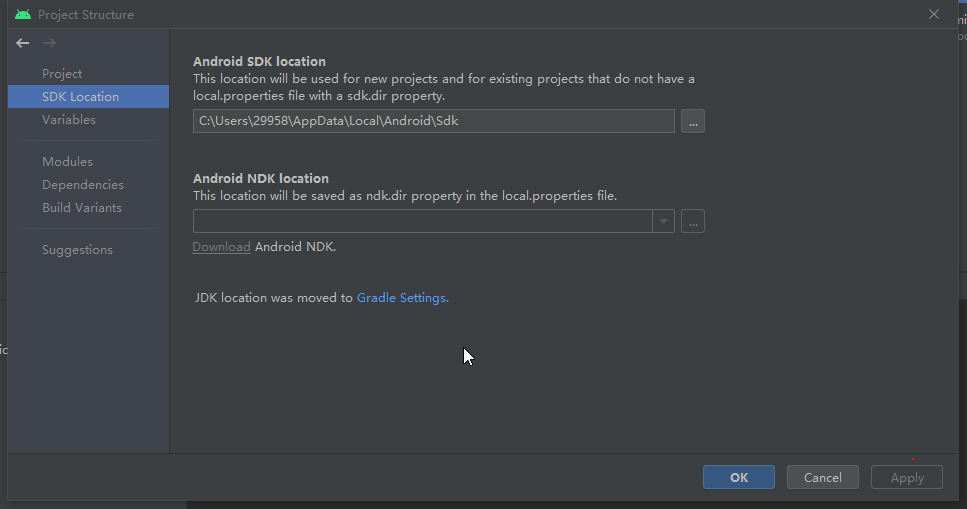 Project Structure
Project
SDK Location
Variables
Modules
Dependencies
Build Variants
Suggestions
Android SDK location
This location will be used for new projects and for existing projects that do not have a
local.properties file with a sdk.dir property.
C:\Users\29958\AppData\Local\Android\Sdk
...
Android NDK location
This location will be saved as ndk.dir property in the local.properties file.
...
Download Android NDK.
JDK location was moved to Gradle Settings.
OK
Cancel
Apply